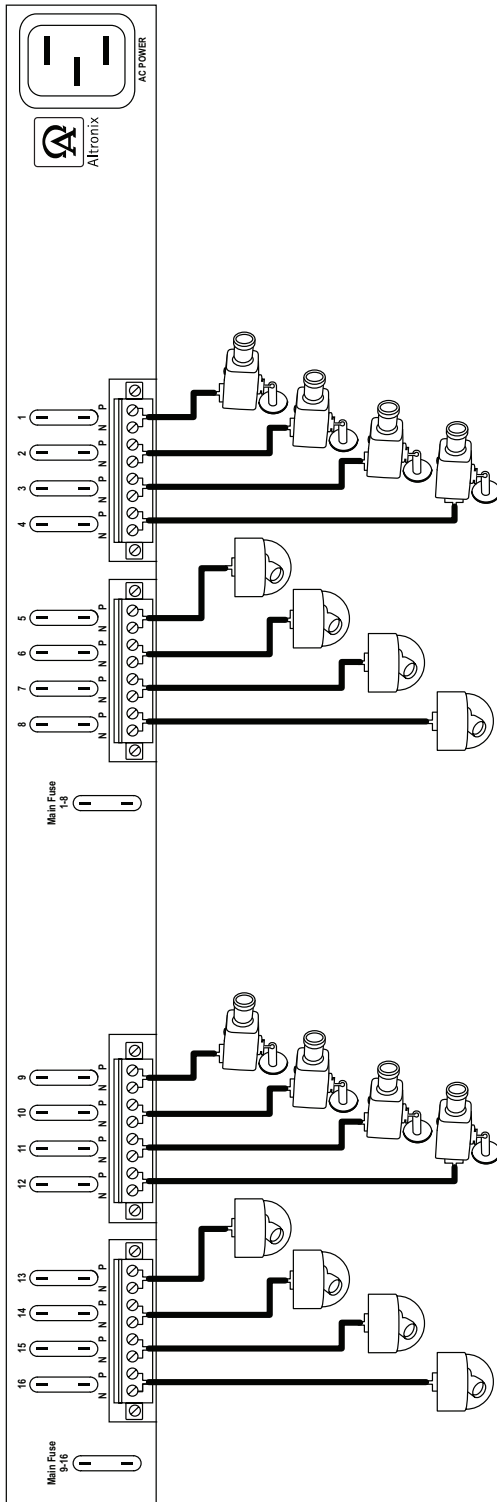 Main Fuse
9-16
16
15
14
13
N P
N P
N P
N P
12
11
10
9
N P
N P
N P
N P
Main Fuse
1-8
8
7
6
5
N P
N P
N P
N P
4
3
2
1
N P
N P
N P
N P
Altronix
AC POWER